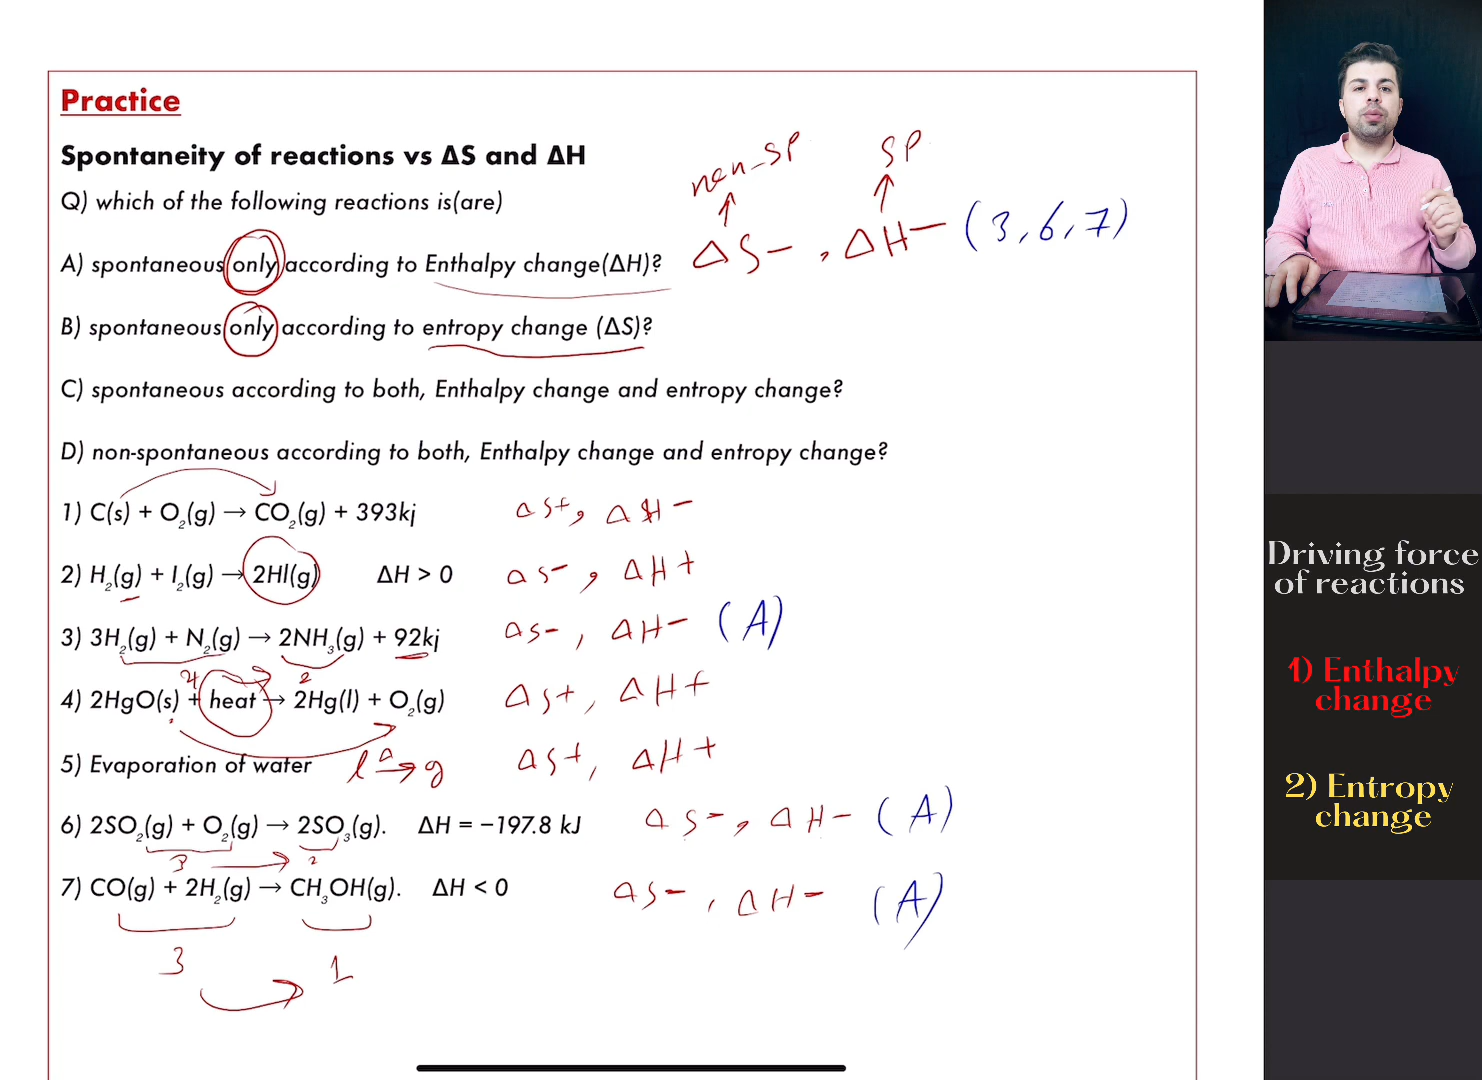 Practice
Spontaneity of reactions vs ΔS and ΔH
Q) which of the following reactions is(are)
non-SP SP
A) spontaneous only according to Enthalpy change(ΔH)? ΔS− , ΔH− (3,6,7)
B) spontaneous only according to entropy change (ΔS)?
C) spontaneous according to both, Enthalpy change and entropy change?
D) non-spontaneous according to both, Enthalpy change and entropy change?
1) C(s) + O₂(g) → CO₂(g) + 393kj ΔS+, ΔH−
2) H₂(g) + I₂(g) → 2HI(g) ΔH > 0 ΔS− , ΔH+
3) 3H₂(g) + N₂(g) → 2NH₃(g) + 92kj ΔS− , ΔH− (A)
4 2
4) 2HgO(s) + heat → 2Hg(l) + O₂(g) ΔS+, ΔH+
5) Evaporation of water l Δ→ g ΔS+, ΔH+
6) 2SO₂(g) + O₂(g) → 2SO₃(g). ΔH = −197.8 kJ ΔS−, ΔH− (A)
3 → 2
7) CO(g) + 2H₂(g) → CH₃OH(g). ΔH < 0 ΔS− , ΔH− (A)
3 1
Driving force
of reactions
1) Enthalpy
change
2) Entropy
change